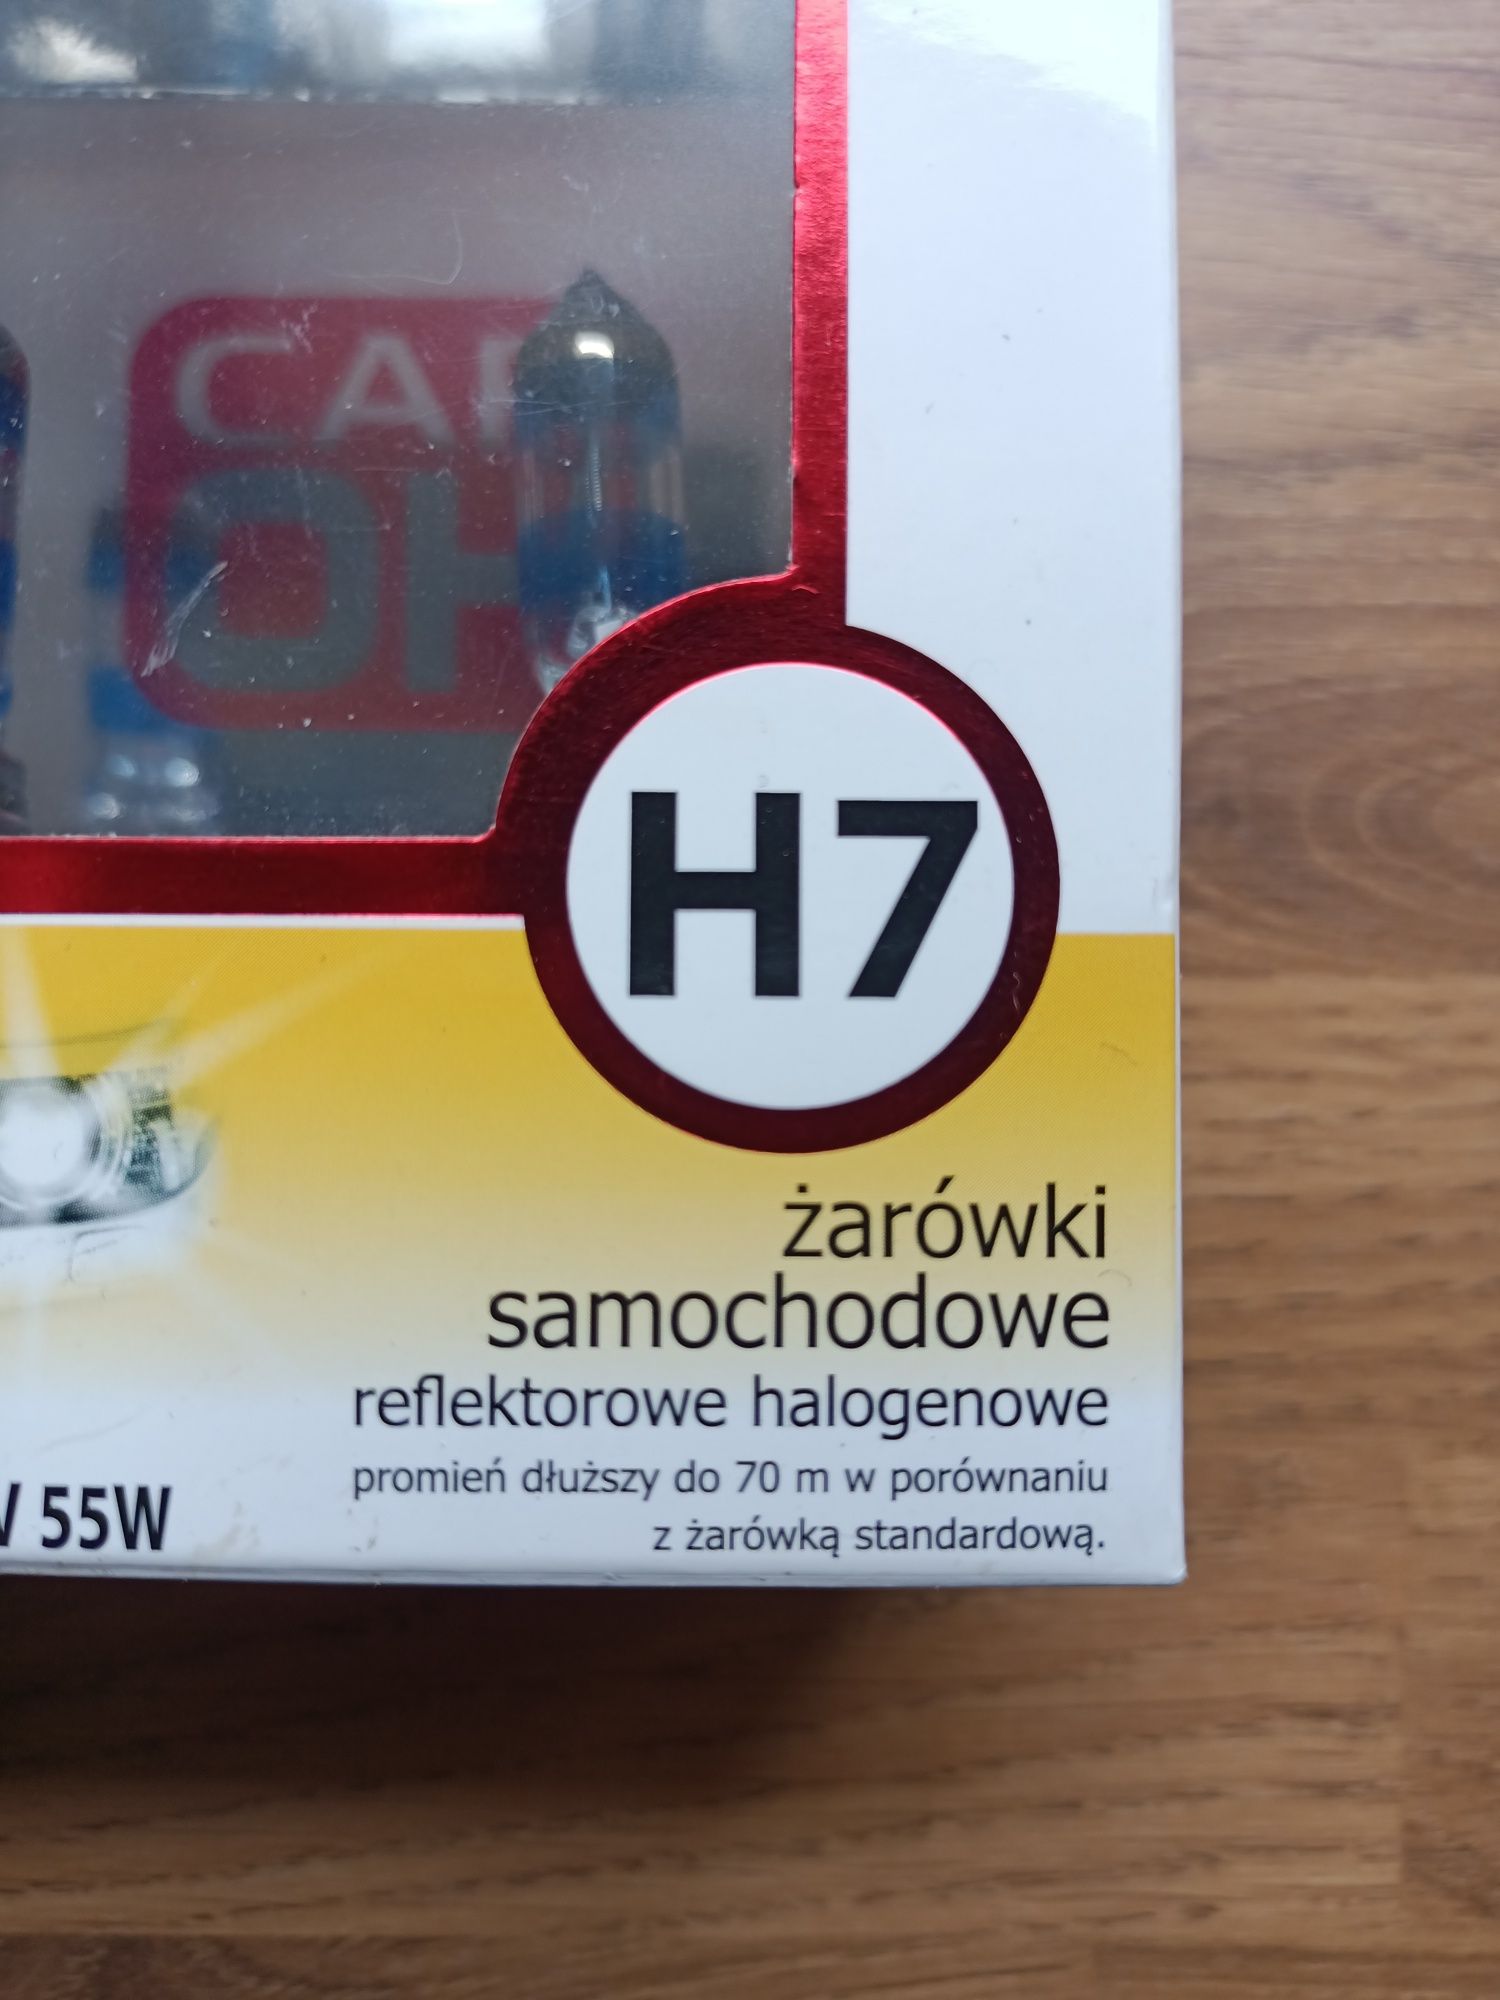 H7
żarówki
samochodowe
reflektorowe halogenowe
promień dłuższy do 70 m w porównaniu
z żarówką standardową.
55W